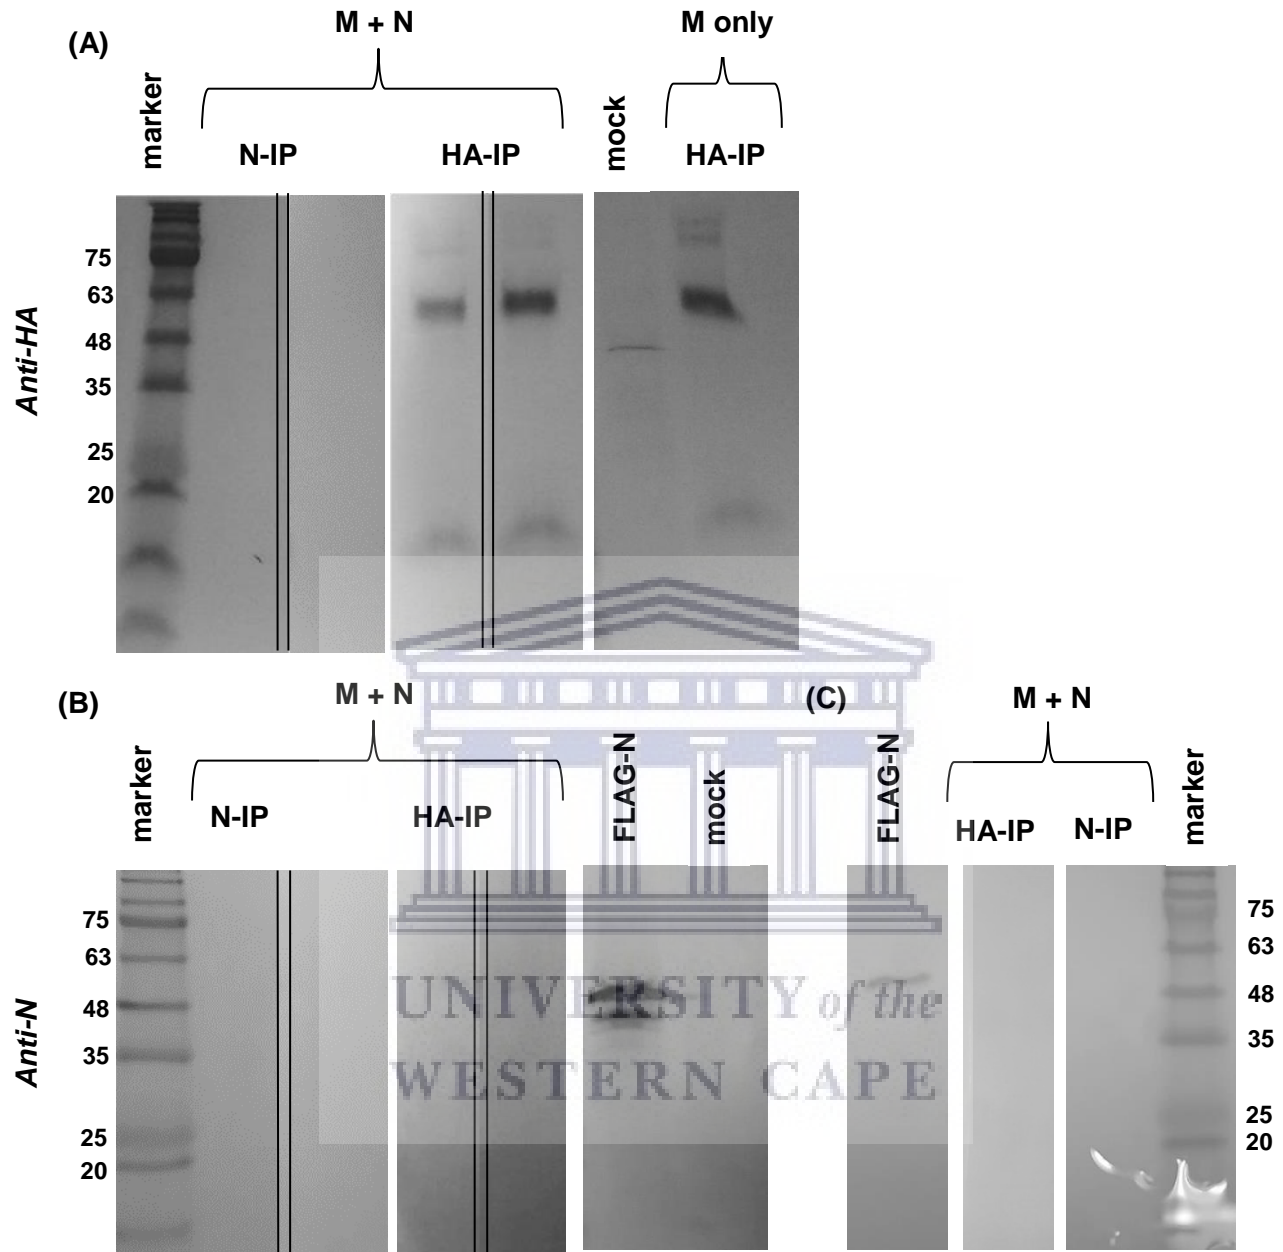 (A)
M + N
M only
marker
N-IP
HA-IP
mock
HA-IP
Anti-HA
75
63
48
35
25
20
(B)
M + N
(C)
M + N
marker
N-IP
HA-IP
FLAG-N
mock
FLAG-N
HA-IP
N-IP
marker
Anti-N
75
63
48
35
25
20
75
63
48
35
25
20
UNIVERSITY of the
WESTERN CAPE